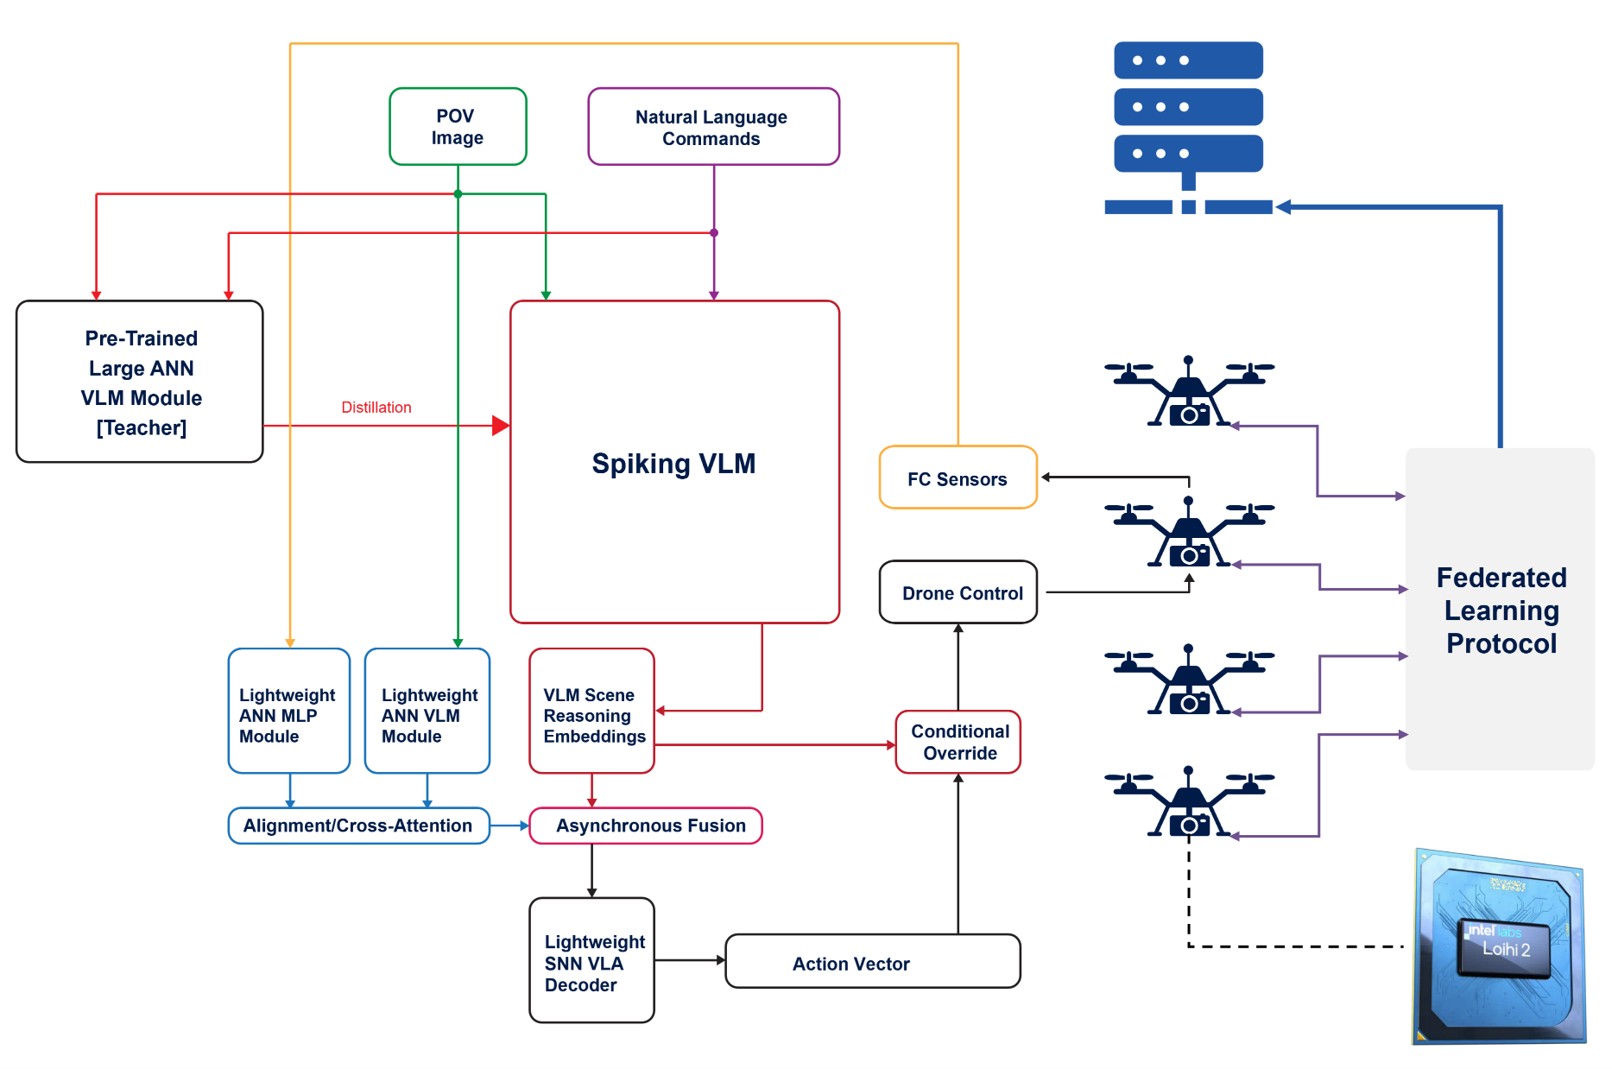 POV
Image
Natural Language
Commands
Pre-Trained
Large ANN
VLM Module
[Teacher]
Distillation
Spiking VLM
FC Sensors
Drone Control
Federated
Learning
Protocol
Lightweight
ANN MLP
Module
Lightweight
ANN VLM
Module
VLM Scene
Reasoning
Embeddings
Conditional
Override
Alignment/Cross-Attention
Asynchronous Fusion
Lightweight
SNN VLA
Decoder
Action Vector
intel labs
Loihi 2